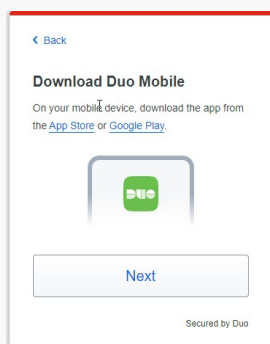 Back
Download Duo Mobile
On your mobile device, download the app from
the App Store or Google Play.
DUO
Next
Secured by Duo